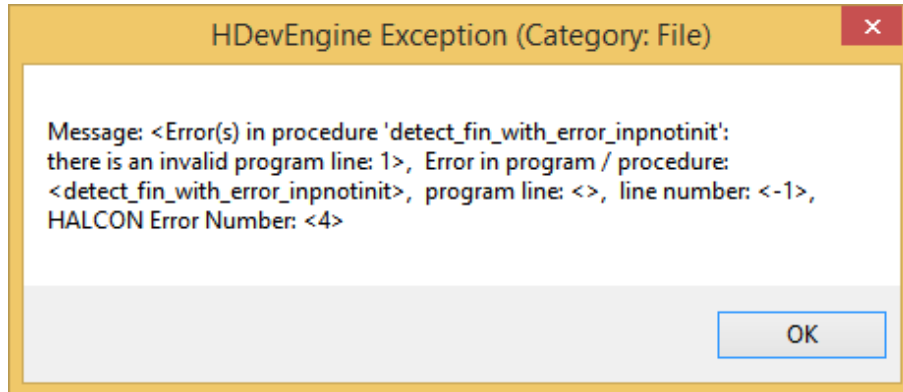 HDevEngine Exception (Category: File)
Message: <Error(s) in procedure 'detect_fin_with_error_inpnotinit':
there is an invalid program line: 1>,  Error in program / procedure:
<detect_fin_with_error_inpnotinit>,  program line: <>,  line number: <-1>,
HALCON Error Number: <4>
OK